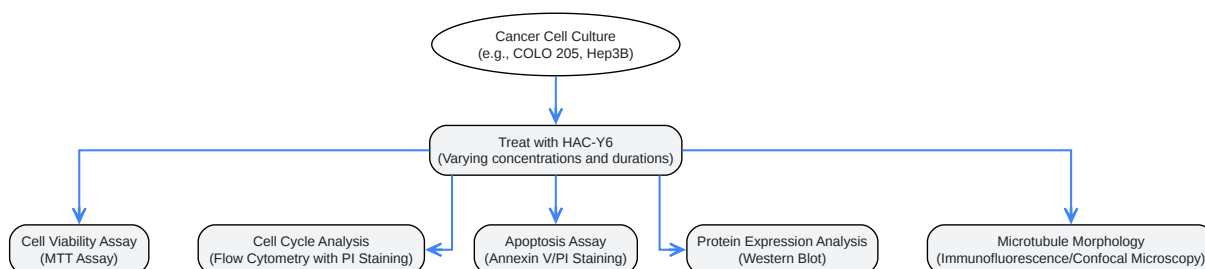 Cancer Cell Culture
(e.g., COLO 205, Hep3B)
Treat with HAC-Y6
(Varying concentrations and durations)
Cell Viability Assay
(MTT Assay)
Cell Cycle Analysis
(Flow Cytometry with PI Staining)
Apoptosis Assay
(Annexin V/PI Staining)
Protein Expression Analysis
(Western Blot)
Microtubule Morphology
(Immunofluorescence/Confocal Microscopy)